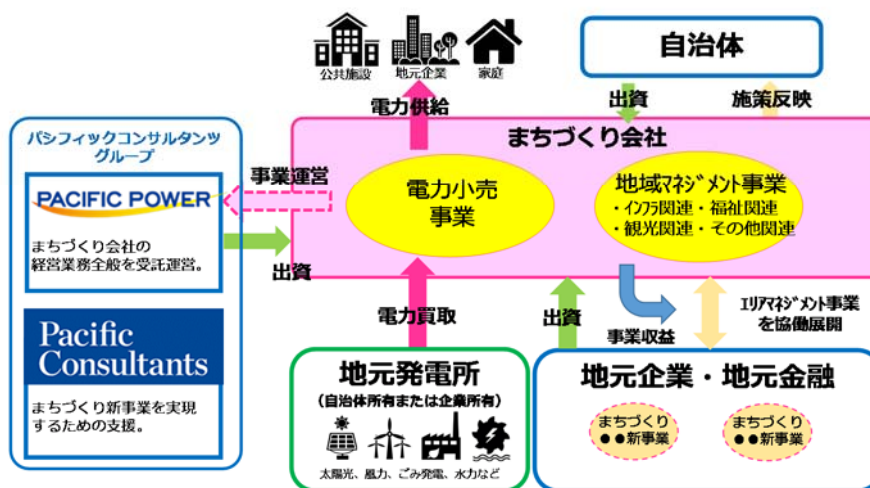 公共施設
地元企業
家庭
自治体
電力供給
出資
施策反映
パシフィックコンサルタンツ
グループ
PACIFIC POWER
まちづくり会社の
経営業務全般を受託運営。
Pacific
Consultants
まちづくり新事業を実現
するための支援。
事業運営
出資
まちづくり会社
電力小売
事業
地域ﾏﾈｼﾞﾒﾝﾄ事業
・ｲﾝﾌﾗ関連・福祉関連
・観光関連・その他関連
電力買取
出資
事業収益
ｴﾘｱﾏﾈｼﾞﾒﾝﾄ事業
を協働展開
地元発電所
(自治体所有または企業所有)
太陽光、風力、ごみ発電、水力など
地元企業・地元金融
まちづくり
●●新事業
まちづくり
●●新事業